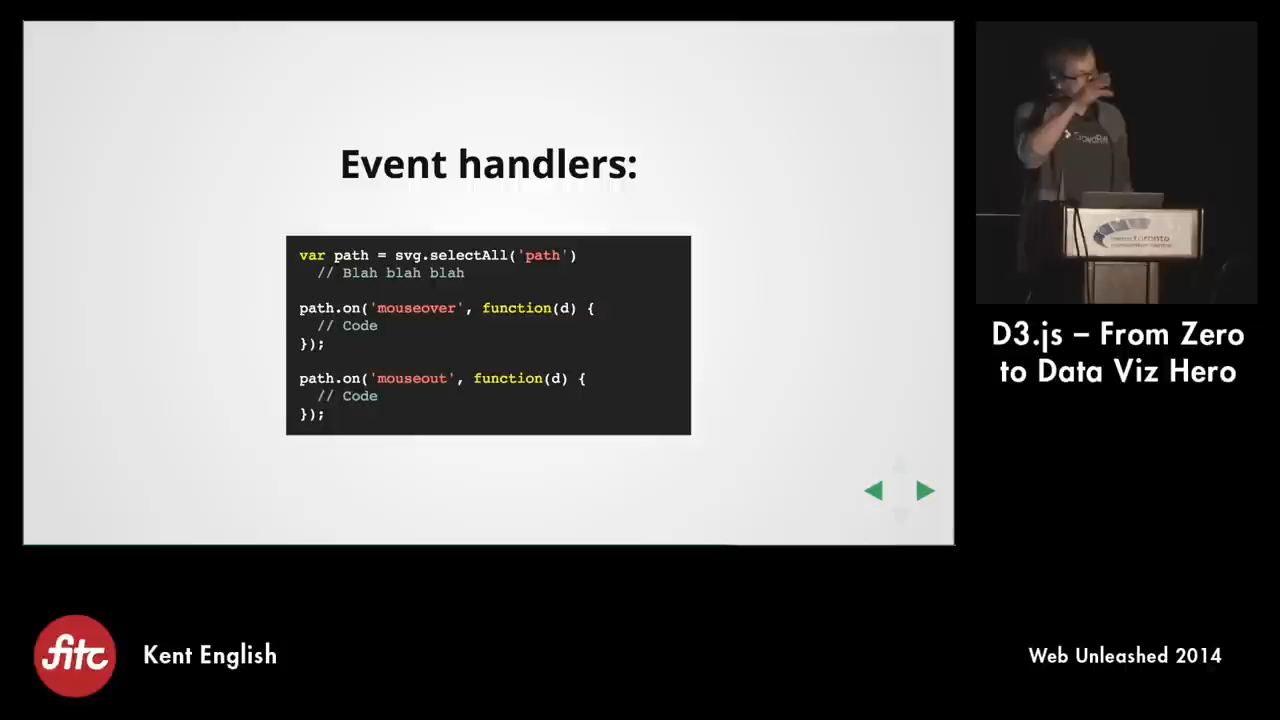 Event handlers:
var path = svg.selectAll('path')
// Blah blah blah
path.on('mouseover', function(d) {
// Code
});
path.on('mouseout', function(d) {
// Code
});
D3.js – From Zero
to Data Viz Hero
fitc
Kent English
Web Unleashed 2014